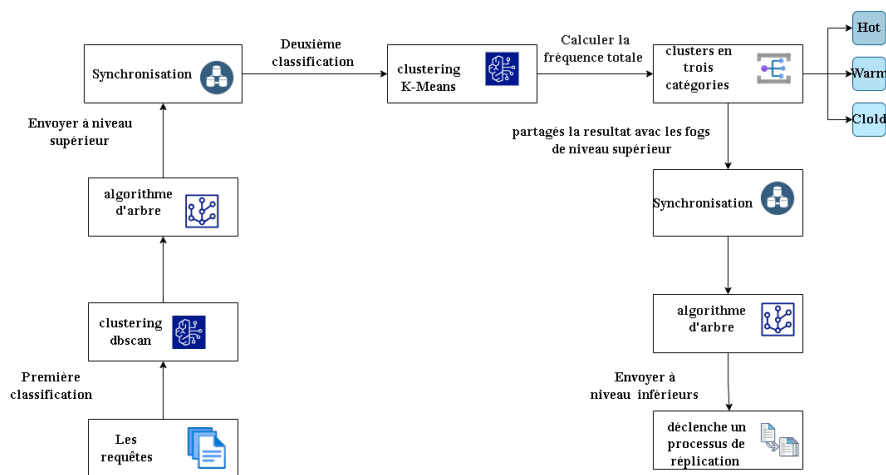 Les
requêtes
Première
classification
clustering
dbscan
algorithme
d'arbre
Envoyer à niveau
supérieur
Synchronisation
Deuxième
classification
clustering
K-Means
Calculer la
fréquence totale
clusters en
trois
catégories
Hot
Warm
Clold
partagés la resultat avac les fogs
de niveau supérieur
Synchronisation
algorithme
d'arbre
Envoyer à
niveau inférieurs
déclenche un
processus de
réplication